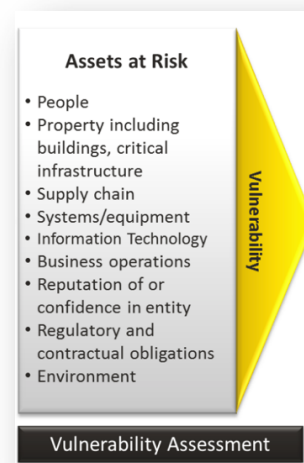 Assets at Risk
• People
• Property including
buildings, critical
infrastructure
• Supply chain
• Systems/equipment
• Information Technology
• Business operations
• Reputation of or
confidence in entity
• Regulatory and
contractual obligations
• Environment
Vulnerability
Vulnerability Assessment